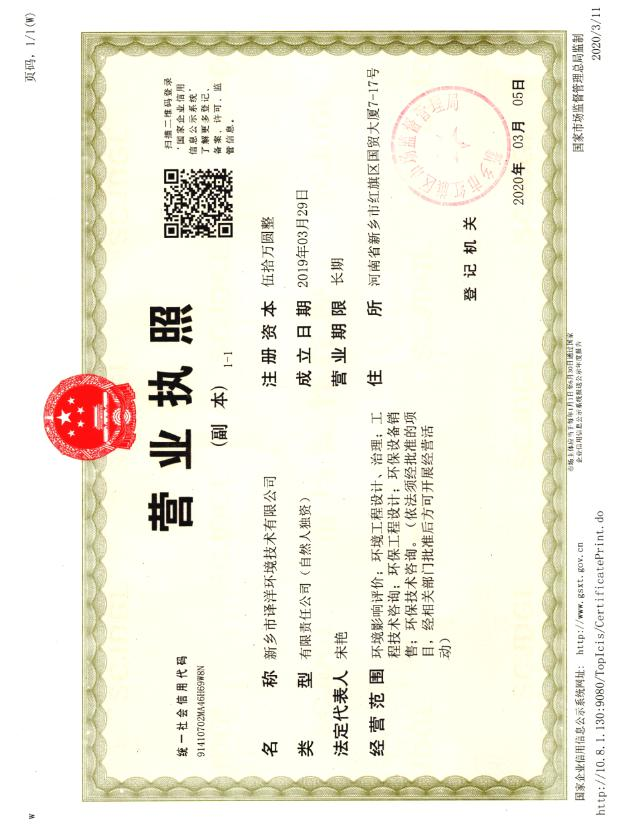 页码，1/1(W)
w
营业执照
(副 本)
1-1
扫描二维码登录
“国家企业信用
信息公示系统”
了解更多登记、
备案、许可、监
管信息。
统一社会信用代码
91410702MA46H69W8N
名 称 新乡市译洋环境技术有限公司
类 型 有限责任公司（自然人独资）
法定代表人 宋艳
经营范围 环境影响评价；环境工程设计、治理；工
程技术咨询；环保工程设计；环保设备销
售；环保技术咨询。（依法须经批准的项
目，经相关部门批准后方可开展经营活
动）
注册资本 伍拾万圆整
成立日期 2019年03月29日
营业期限 长期
住 所 河南省新乡市红旗区国贸大厦7-17号
登记机关
新乡市红旗区市场监督管理局
2020年 03月 05日
国家企业信用信息公示系统网址: http://www.gsxt.gov.cn
市场主体应当于每年1月1日至6月30日通过国家
企业信用信息公示系统报送公示年度报告
国家市场监督管理总局监制
http://10.8.1.130:9080/TopIcis/CertificatePrint.do
2020/3/11